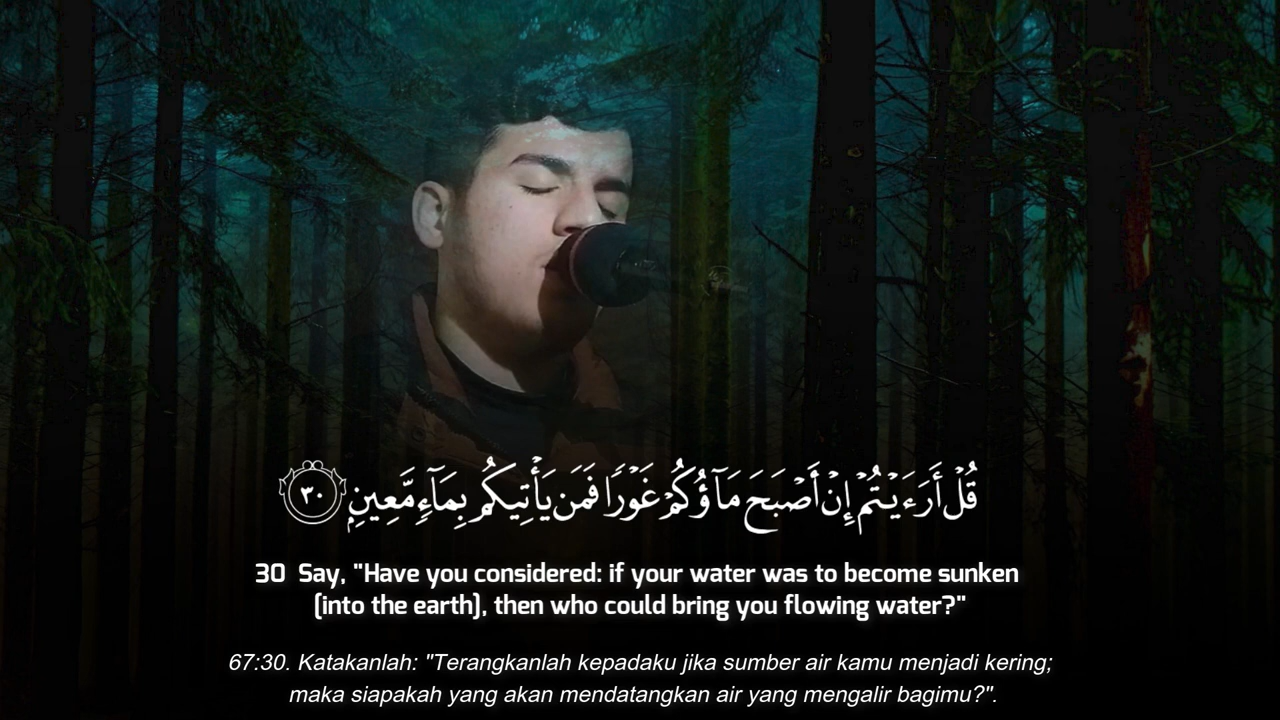 قُلْ أَرَءَيْتُمْ إِنْ أَصْبَحَ مَآؤُكُمْ غَوْرًا فَمَن يَأْتِيكُم بِمَآءٍ مَّعِينٍۭ ٣٠
30 Say, "Have you considered: if your water was to become sunken
(into the earth), then who could bring you flowing water?"
67:30. Katakanlah: "Terangkanlah kepadaku jika sumber air kamu menjadi kering;
maka siapakah yang akan mendatangkan air yang mengalir bagimu?".